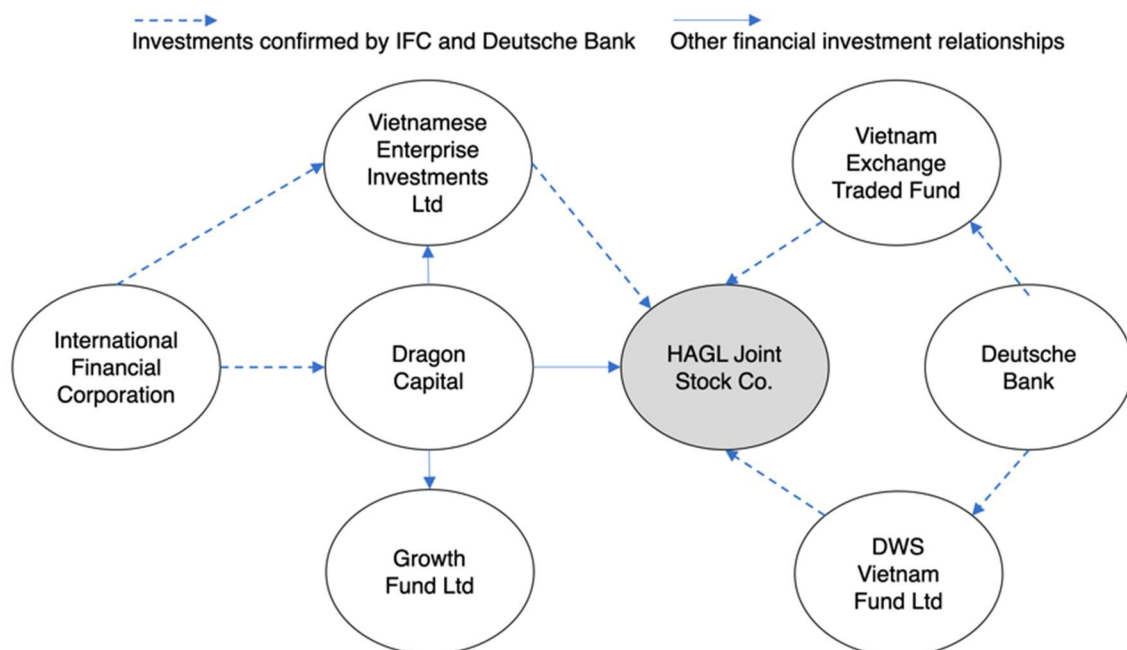 Investments confirmed by IFC and Deutsche Bank
Other financial investment relationships
Vietnamese
Enterprise
Investments
Ltd
Vietnam
Exchange
Traded Fund
International
Financial
Corporation
Dragon
Capital
HAGL Joint
Stock Co.
Deutsche
Bank
Growth
Fund Ltd
DWS
Vietnam
Fund Ltd